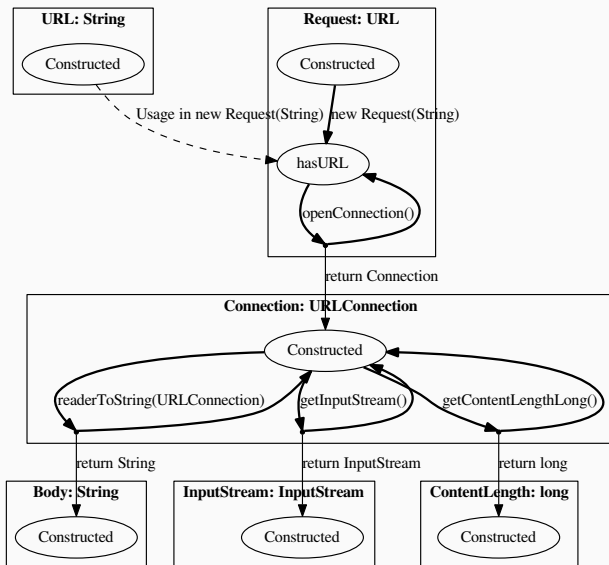 URL: String
Request: URL
Constructed
Constructed
Usage in new Request(String)
new Request(String)
hasURL
openConnection()
return Connection
Connection: URLConnection
Constructed
readerToString(URLConnection)
getInputStream()
getContentLengthLong()
return String
return InputStream
return long
Body: String
InputStream: InputStream
ContentLength: long
Constructed
Constructed
Constructed